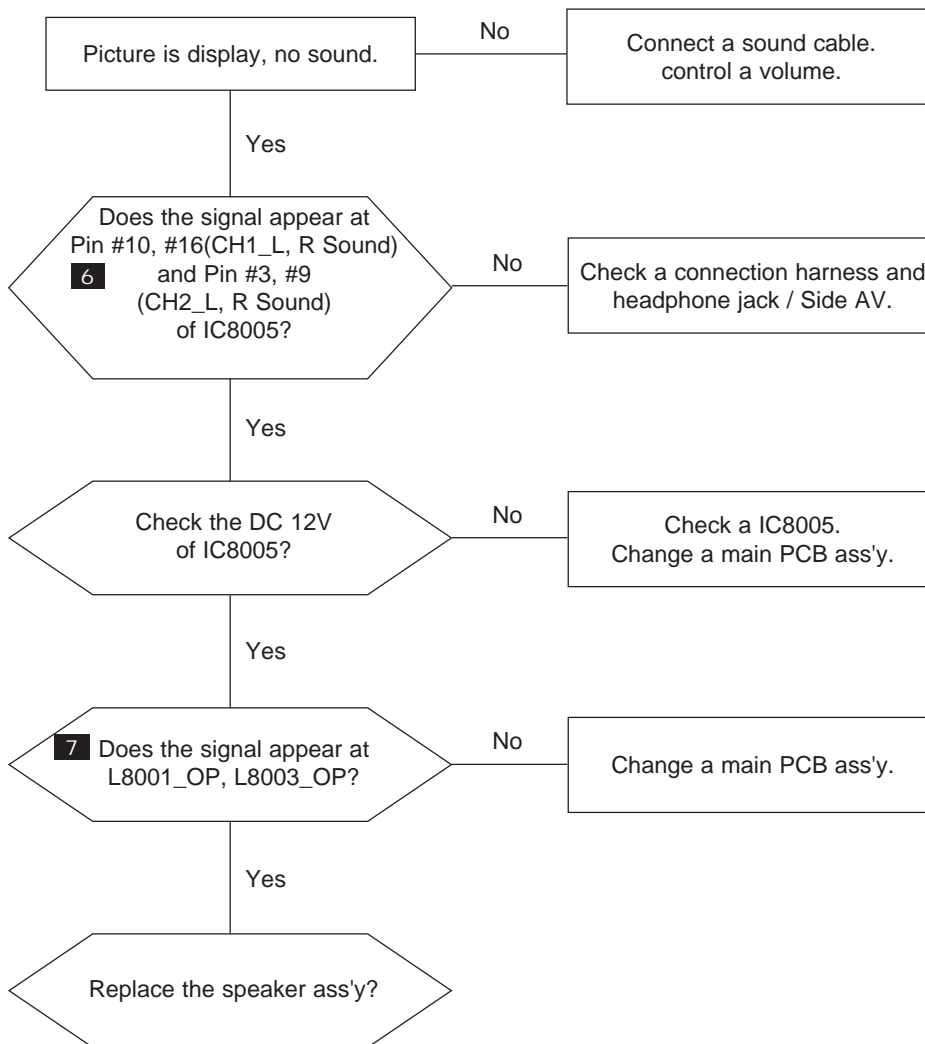 Picture is display, no sound.
No
Connect a sound cable.
control a volume.
Yes
Does the signal appear at
Pin #10, #16(CH1_L, R Sound)
6 and Pin #3, #9
(CH2_L, R Sound)
of IC8005?
No
Check a connection harness and
headphone jack / Side AV.
Yes
Check the DC 12V
of IC8005?
No
Check a IC8005.
Change a main PCB ass'y.
Yes
7 Does the signal appear at
L8001_OP, L8003_OP?
No
Change a main PCB ass'y.
Yes
Replace the speaker ass'y?